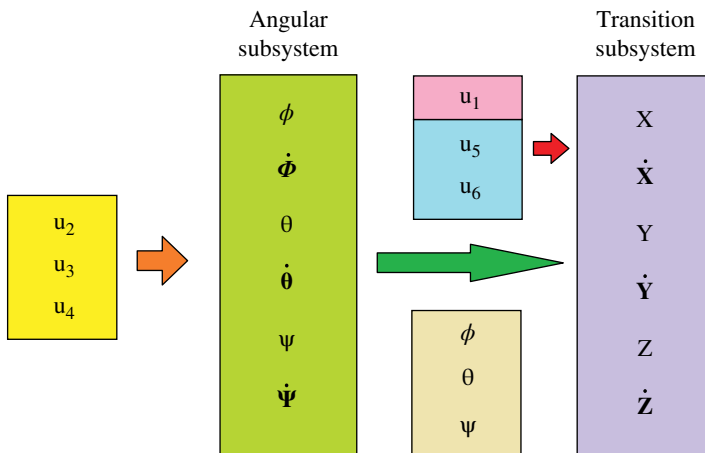 Angular
subsystem
Transition
subsystem
u₂
u₃
u₄
ϕ
Φ̇
θ
θ̇
ψ
Ψ̇
u₁
u₅
u₆
ϕ
θ
ψ
X
Ẋ
Y
Ẏ
Z
Ż